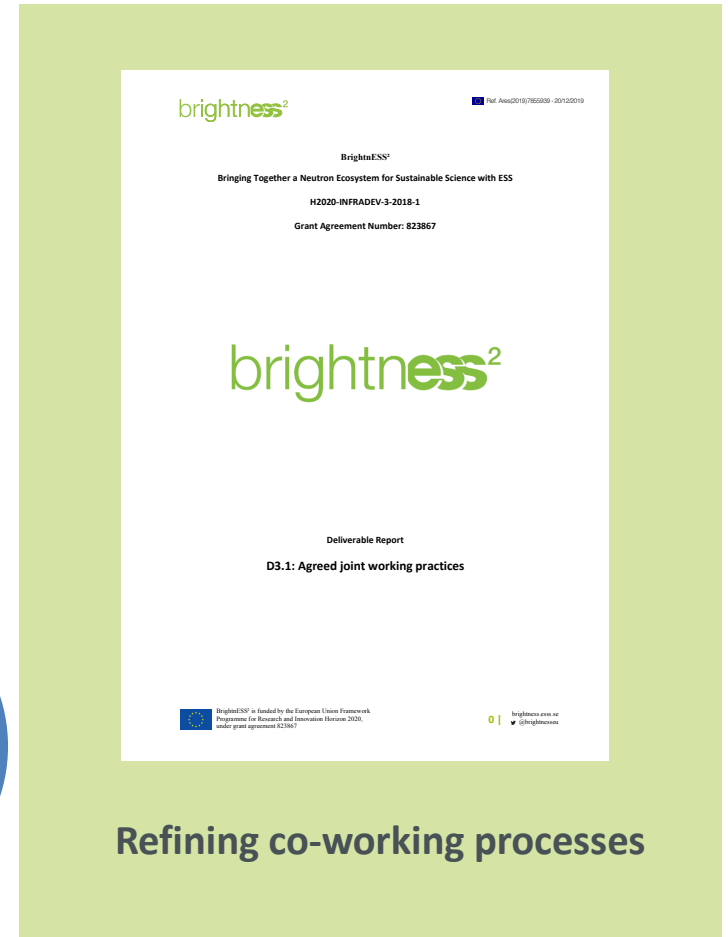 brightness²
Ref. Ares(2019)7855939 - 20/12/2019
BrightnESS²
Bringing Together a Neutron Ecosystem for Sustainable Science with ESS
H2020-INFRADEV-3-2018-1
Grant Agreement Number: 823867
brightness²
Deliverable Report
D3.1: Agreed joint working practices
BrightnESS² is funded by the European Union Framework
Programme for Research and Innovation Horizon 2020,
under grant agreement 823867
0 |
brightness.esss.se
@brightnesseu
Refining co-working processes